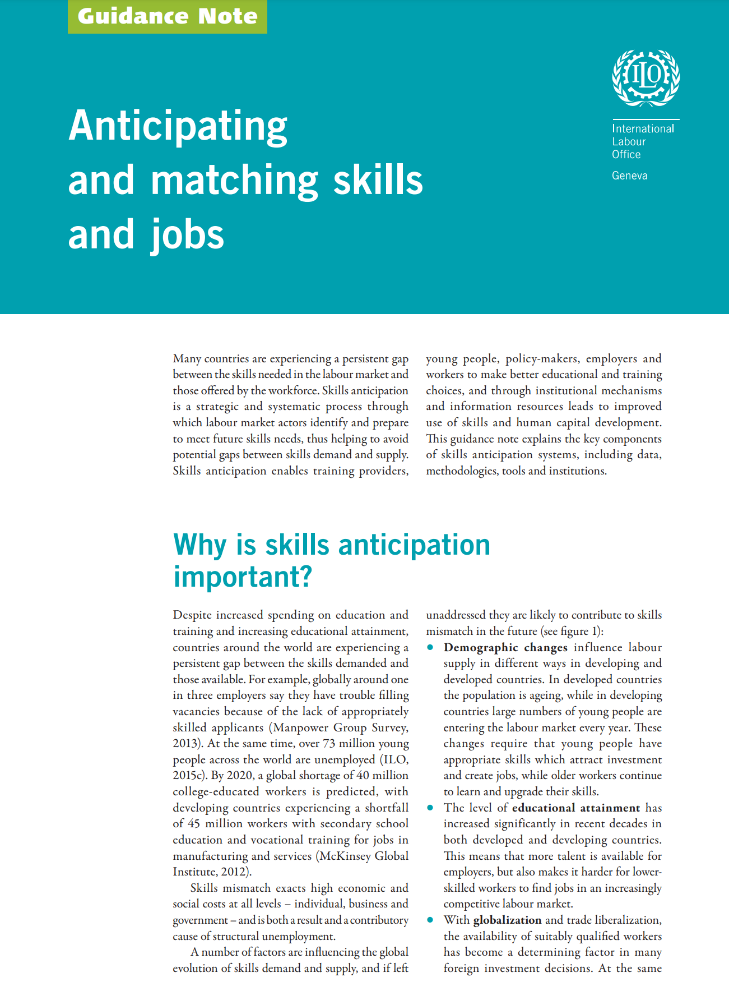 Guidance Note
ILO
International
Labour
Office
Geneva
Anticipating
and matching skills
and jobs
Many countries are experiencing a persistent gap
between the skills needed in the labour market and
those offered by the workforce. Skills anticipation
is a strategic and systematic process through
which labour market actors identify and prepare
to meet future skills needs, thus helping to avoid
potential gaps between skills demand and supply.
Skills anticipation enables training providers,
young people, policy-makers, employers and
workers to make better educational and training
choices, and through institutional mechanisms
and information resources leads to improved
use of skills and human capital development.
This guidance note explains the key components
of skills anticipation systems, including data,
methodologies, tools and institutions.
Why is skills anticipation
important?
Despite increased spending on education and
training and increasing educational attainment,
countries around the world are experiencing a
persistent gap between the skills demanded and
those available. For example, globally around one
in three employers say they have trouble filling
vacancies because of the lack of appropriately
skilled applicants (Manpower Group Survey,
2013). At the same time, over 73 million young
people across the world are unemployed (ILO,
2015c). By 2020, a global shortage of 40 million
college-educated workers is predicted, with
developing countries experiencing a shortfall
of 45 million workers with secondary school
education and vocational training for jobs in
manufacturing and services (McKinsey Global
Institute, 2012).
Skills mismatch exacts high economic and
social costs at all levels – individual, business and
government – and is both a result and a contributory
cause of structural unemployment.
A number of factors are influencing the global
evolution of skills demand and supply, and if left
unaddressed they are likely to contribute to skills
mismatch in the future (see figure 1):
• Demographic changes influence labour
supply in different ways in developing and
developed countries. In developed countries
the population is ageing, while in developing
countries large numbers of young people are
entering the labour market every year. These
changes require that young people have
appropriate skills which attract investment
and create jobs, while older workers continue
to learn and upgrade their skills.
• The level of educational attainment has
increased significantly in recent decades in
both developed and developing countries.
This means that more talent is available for
employers, but also makes it harder for lower-
skilled workers to find jobs in an increasingly
competitive labour market.
• With globalization and trade liberalization,
the availability of suitably qualified workers
has become a determining factor in many
foreign investment decisions. At the same